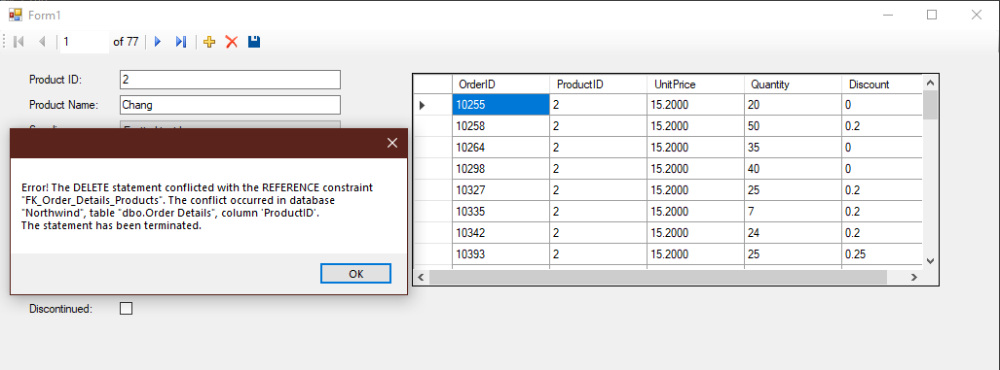 Form1
1 of 77
Product ID: 2
Product Name: Chang
Error! The DELETE statement conflicted with the REFERENCE constraint
"FK_Order_Details_Products". The conflict occurred in database
"Northwind", table "dbo.Order Details", column 'ProductID'.
The statement has been terminated.
OK
Discontinued:
OrderID ProductID UnitPrice Quantity Discount
10255 2 15.2000 20 0
10258 2 15.2000 50 0.2
10264 2 15.2000 35 0
10298 2 15.2000 40 0
10327 2 15.2000 25 0.2
10335 2 15.2000 7 0.2
10342 2 15.2000 24 0.2
10393 2 15.2000 25 0.25